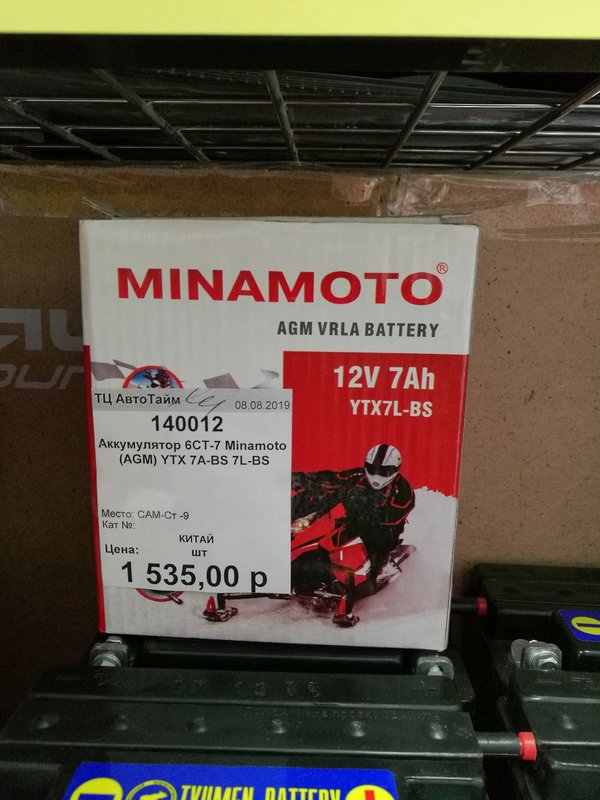 MINAMOTO®
AGM VRLA BATTERY
12V 7Ah
YTX7L-BS
ТЦ АвтоТайм
08.08.2019
140012
Аккумулятор 6СТ-7 Minamoto
(AGM) YTX 7A-BS 7L-BS
Место: САМ-Ст -9
Кат №:
КИТАЙ
Цена: шт
1 535,00 р
TYUMEN BATTERY